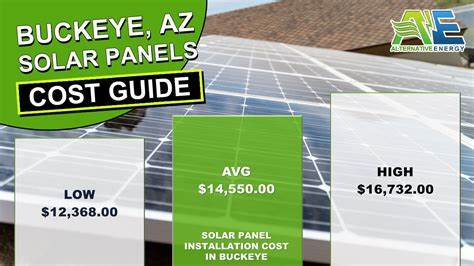 BUCKEYE, AZ
SOLAR PANELS
COST GUIDE
AE
ALTERNATIVE ENERGY
LOW
$12,368.00
AVG
$14,550.00
SOLAR PANEL
INSTALLATION COST
IN BUCKEYE
HIGH
$16,732.00